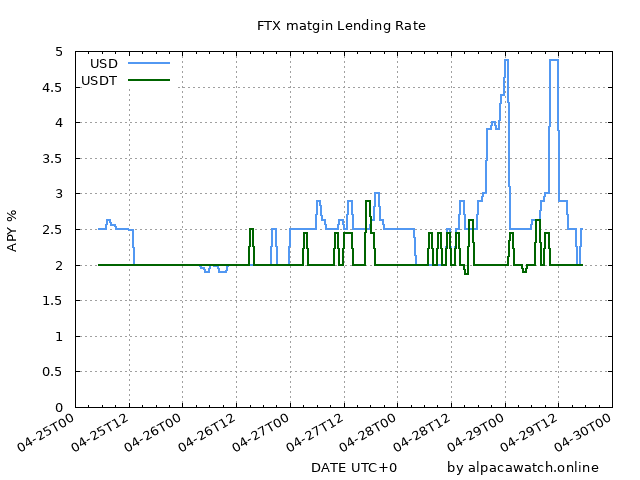 FTX matgin Lending Rate
USD
USDT
APY %
5
4.5
4
3.5
3
2.5
2
1.5
1
0.5
0
04-25T00
04-25T12
04-26T00
04-26T12
04-27T00
04-27T12
04-28T00
04-28T12
04-29T00
04-29T12
04-30T00
DATE UTC+0
by alpacawatch.online